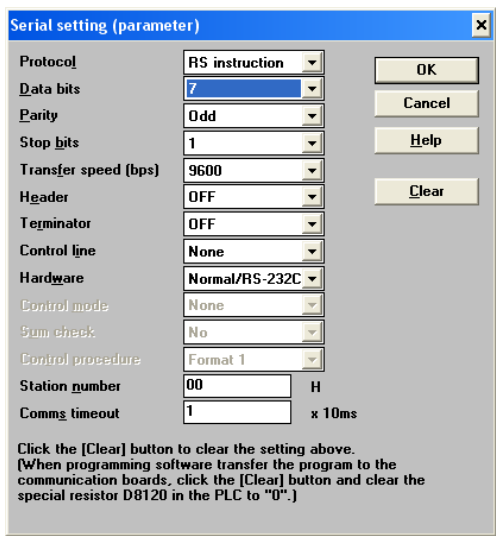 Serial setting (parameter)
Protocol RS instruction OK
Data bits 7
Cancel
Parity Odd
Stop bits 1 Help
Transfer speed (bps) 9600
Header OFF Clear
Terminator OFF
Control line None
Hardware Normal/RS-232C
Control mode None
Sum check No
Control procedure Format 1
Station number 00 H
Comms timeout 1 x 10ms
Click the [Clear] button to clear the setting above.
(When programming software transfer the program to the
communication boards, click the [Clear] button and clear the
special resistor D8120 in the PLC to "0".)